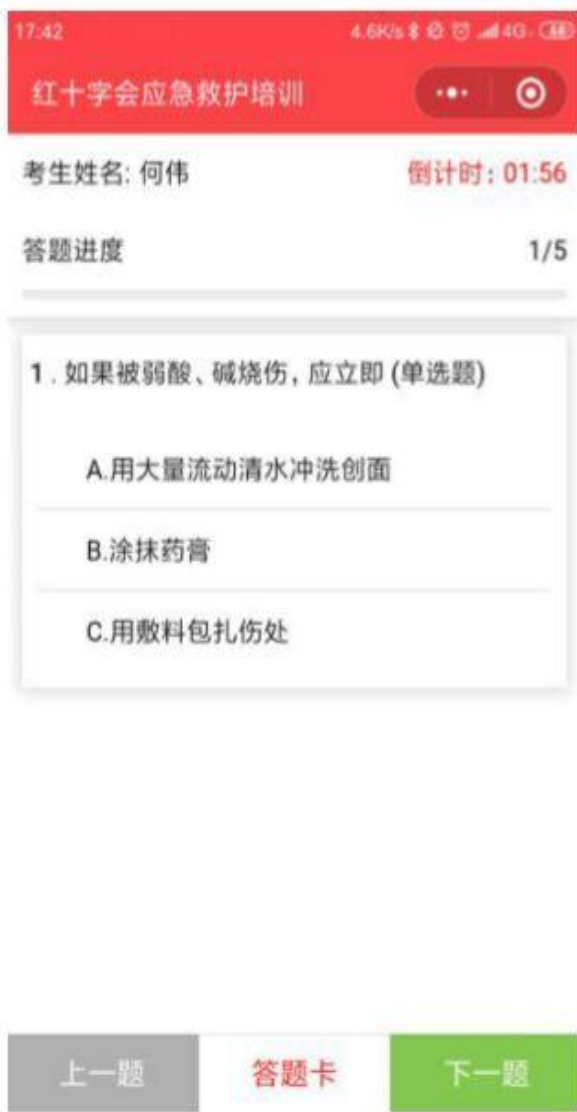 17:42 4.6K/s 4G
红十字会应急救护培训
考生姓名: 何伟 倒计时: 01:56
答题进度 1/5
1 . 如果被弱酸、碱烧伤, 应立即 (单选题)
A.用大量流动清水冲洗创面
B.涂抹药膏
C.用敷料包扎伤处
上一题 答题卡 下一题